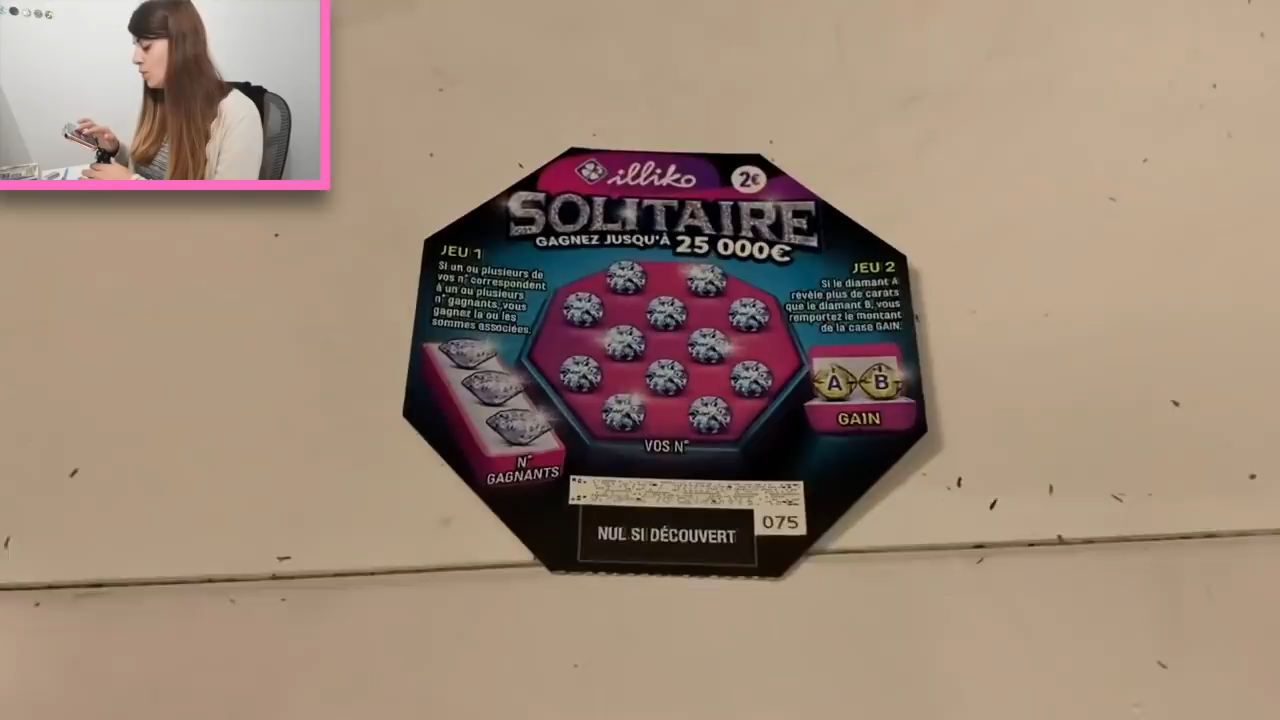 illiko
2€
SOLITAIRE
GAGNEZ JUSQU'À 25 000€
JEU 1
Si un ou plusieurs de
vos n° correspondent
à un ou plusieurs
n° gagnants, vous
gagnez la ou les
sommes associées.
JEU 2
Si le diamant A
révèle plus de carats
que le diamant B, vous
remportez le montant
de la case GAIN.
A B
GAIN
VOS N°
N°
GAGNANTS
075
NUL SI DÉCOUVERT